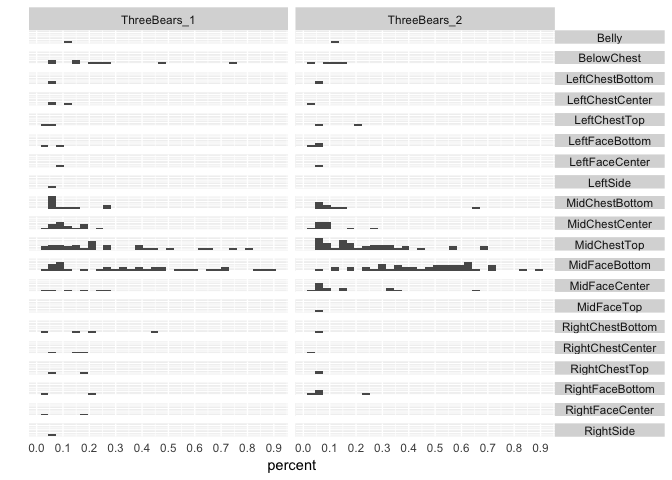 ThreeBears_1 ThreeBears_2
Belly
BelowChest
LeftChestBottom
LeftChestCenter
LeftChestTop
LeftFaceBottom
LeftFaceCenter
LeftSide
MidChestBottom
MidChestCenter
MidChestTop
MidFaceBottom
MidFaceCenter
MidFaceTop
RightChestBottom
RightChestCenter
RightChestTop
RightFaceBottom
RightFaceCenter
RightSide
0.0 0.1 0.2 0.3 0.4 0.5 0.6 0.7 0.8 0.9 0.0 0.1 0.2 0.3 0.4 0.5 0.6 0.7 0.8 0.9
percent